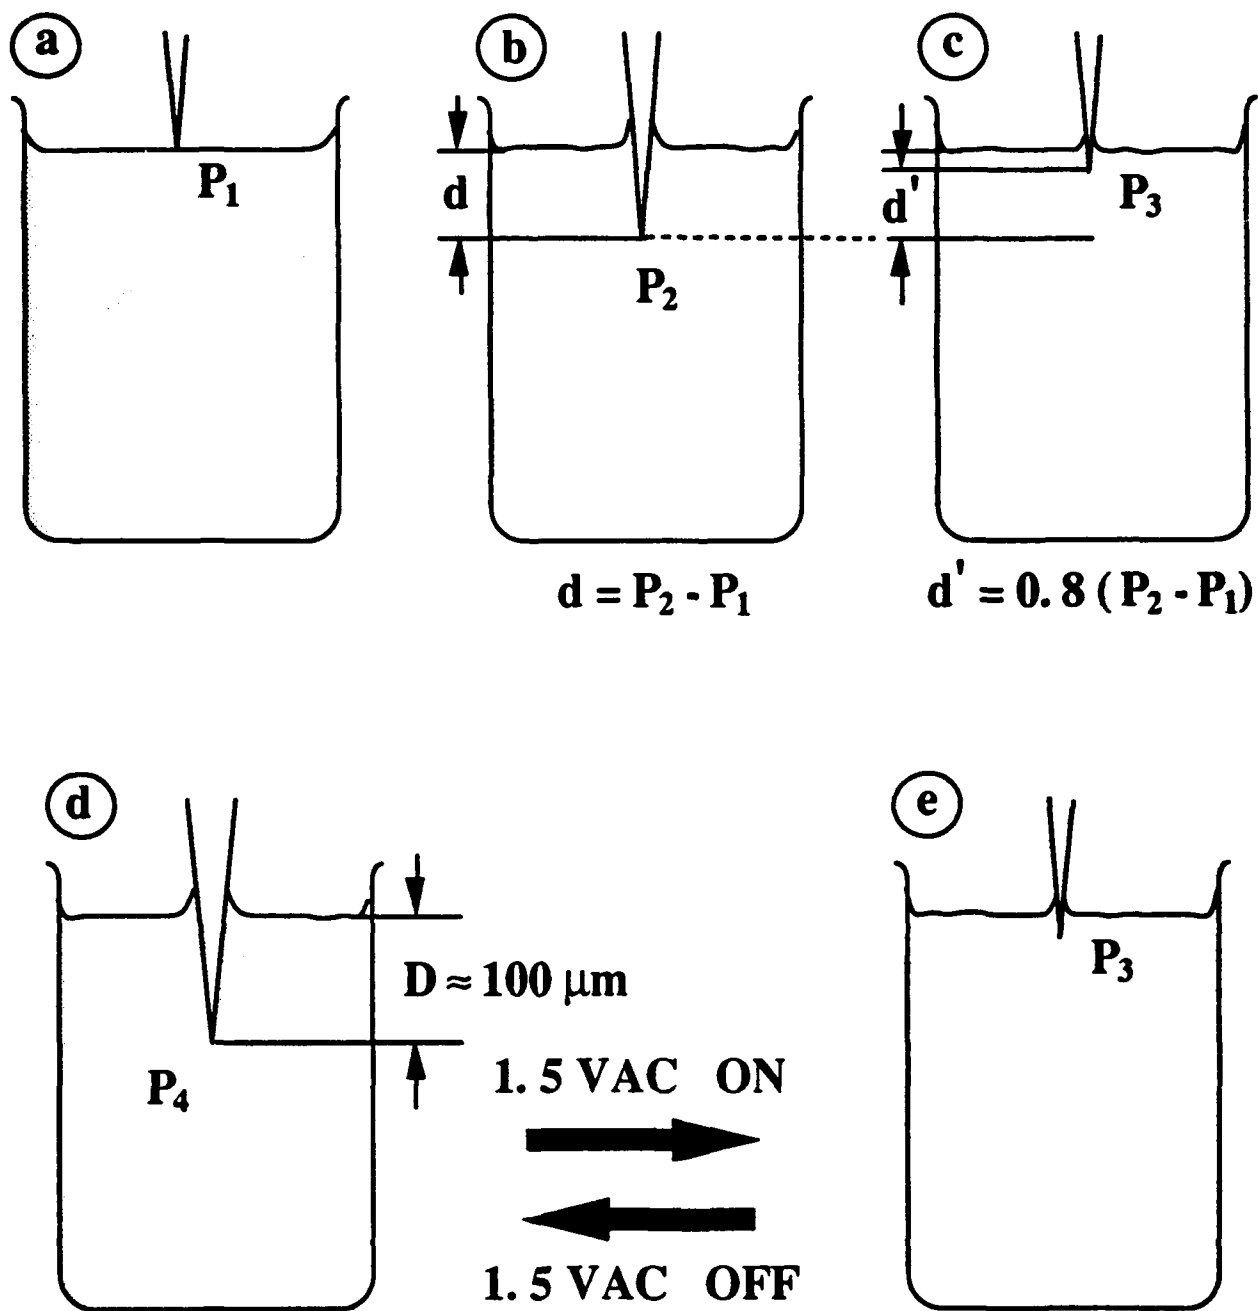 a
b
c
P₁
d
P₂
d'
P₃
d = P₂ - P₁
d' = 0. 8 ( P₂ - P₁)
d
e
D ≈ 100 μm
P₄
P₃
1. 5 VAC ON
1. 5 VAC OFF